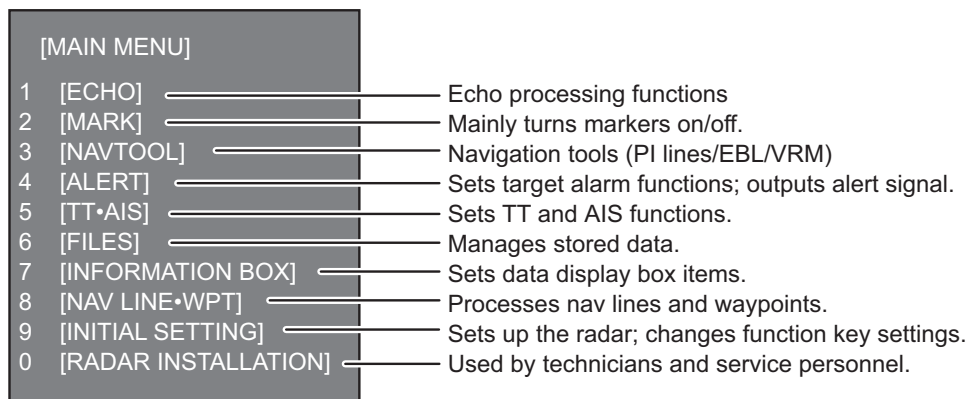 [MAIN MENU]
1 [ECHO] Echo processing functions
2 [MARK] Mainly turns markers on/off.
3 [NAVTOOL] Navigation tools (PI lines/EBL/VRM)
4 [ALERT] Sets target alarm functions; outputs alert signal.
5 [TT•AIS] Sets TT and AIS functions.
6 [FILES] Manages stored data.
7 [INFORMATION BOX] Sets data display box items.
8 [NAV LINE•WPT] Processes nav lines and waypoints.
9 [INITIAL SETTING] Sets up the radar; changes function key settings.
0 [RADAR INSTALLATION] Used by technicians and service personnel.